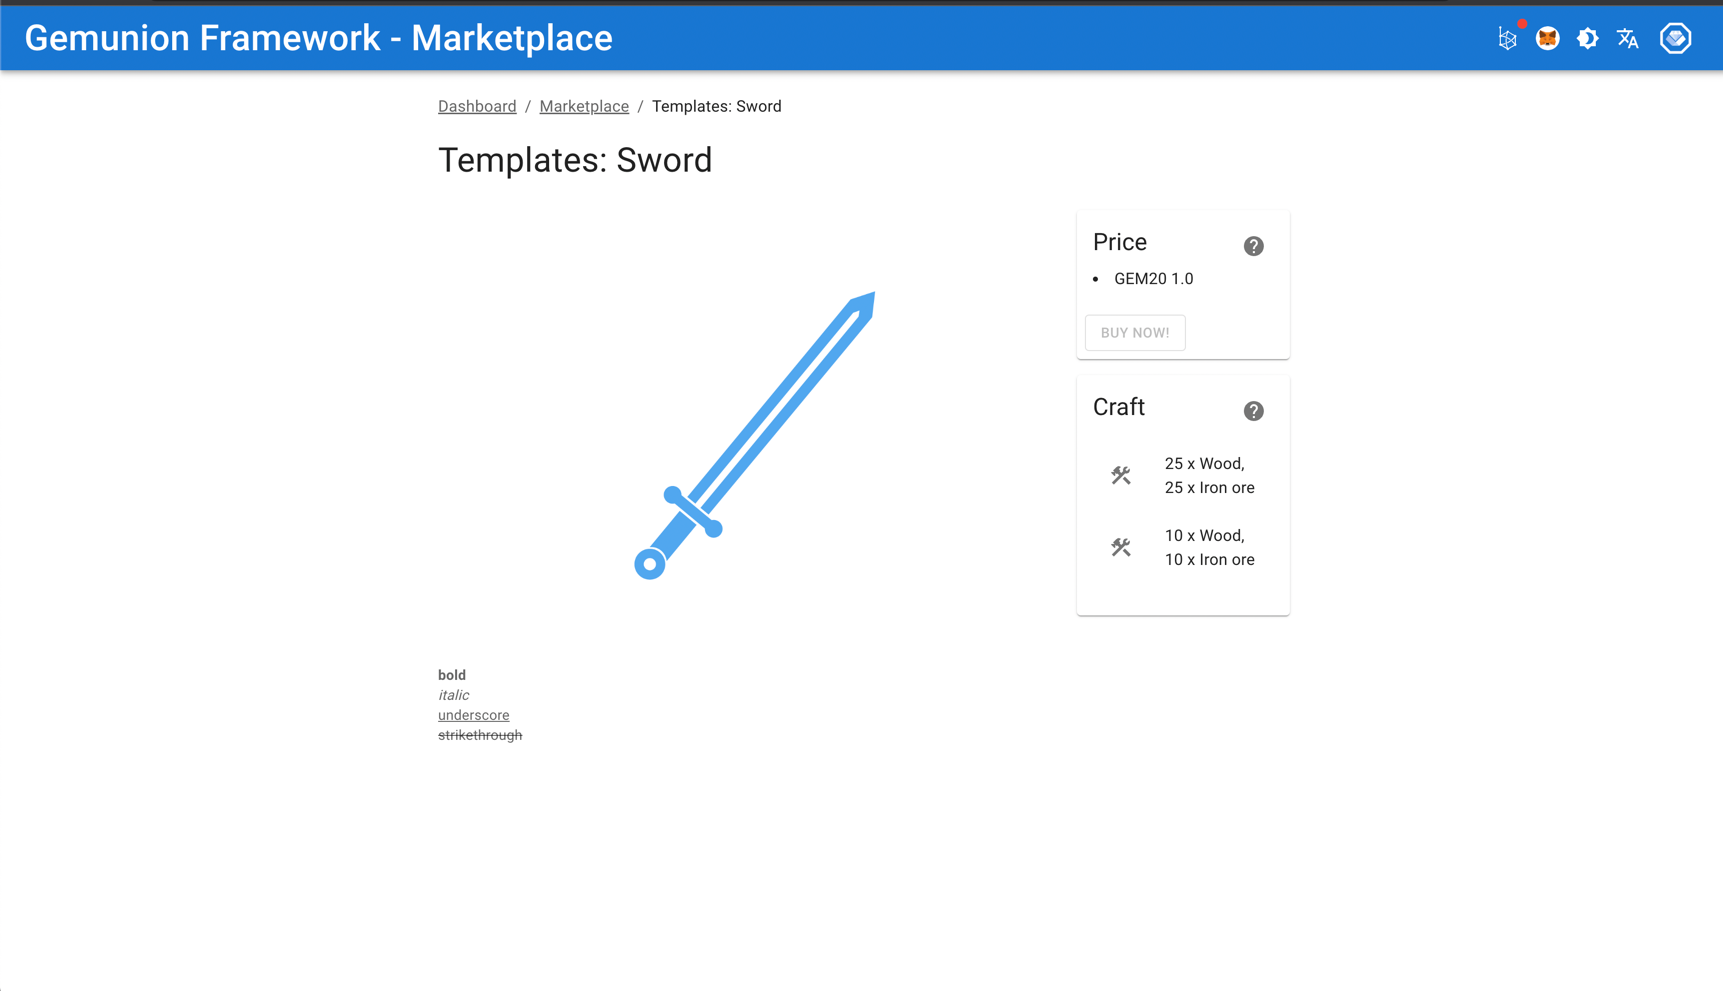 Gemunion Framework - Marketplace
Dashboard / Marketplace / Templates: Sword
Templates: Sword
Price
• GEM20 1.0
BUY NOW!
Craft
25 x Wood,
25 x Iron ore
10 x Wood,
10 x Iron ore
bold
italic
underscore
strikethrough